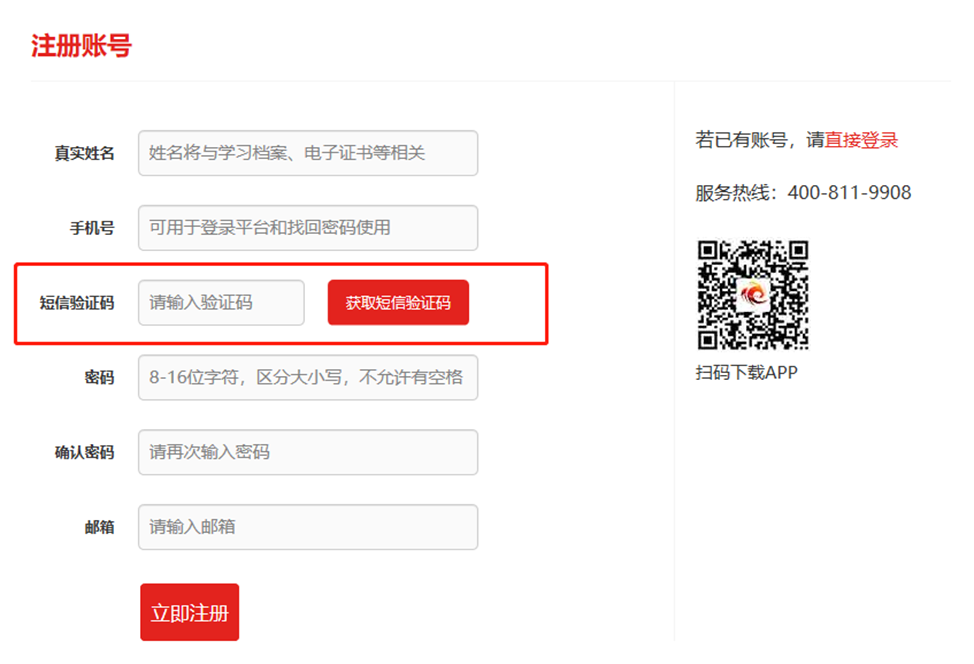 注册账号
真实姓名 姓名将与学习档案、电子证书等相关
手机号 可用于登录平台和找回密码使用
短信验证码 请输入验证码 获取短信验证码
密码 8-16位字符，区分大小写，不允许有空格
确认密码 请再次输入密码
邮箱 请输入邮箱
立即注册
若已有账号，请直接登录
服务热线：400-811-9908
扫码下载APP